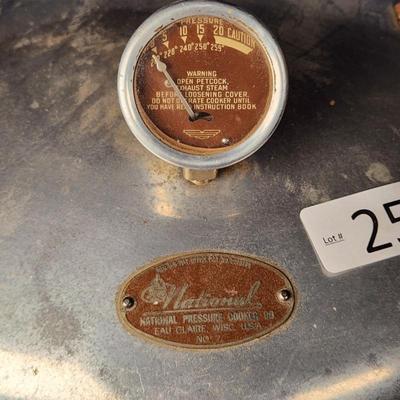 PRESSURE
5 10 15 20 CAUTION
228° 240° 250° 259°
WARNING
OPEN PETCOCK,
EXHAUST STEAM
BEFORE LOOSENING COVER.
DO NOT OPERATE COOKER UNTIL
YOU HAVE READ INSTRUCTION BOOK
Lot #
25
National
NATIONAL PRESSURE COOKER CO
EAU CLAIRE, WISC. U.S.A.
NO. 7